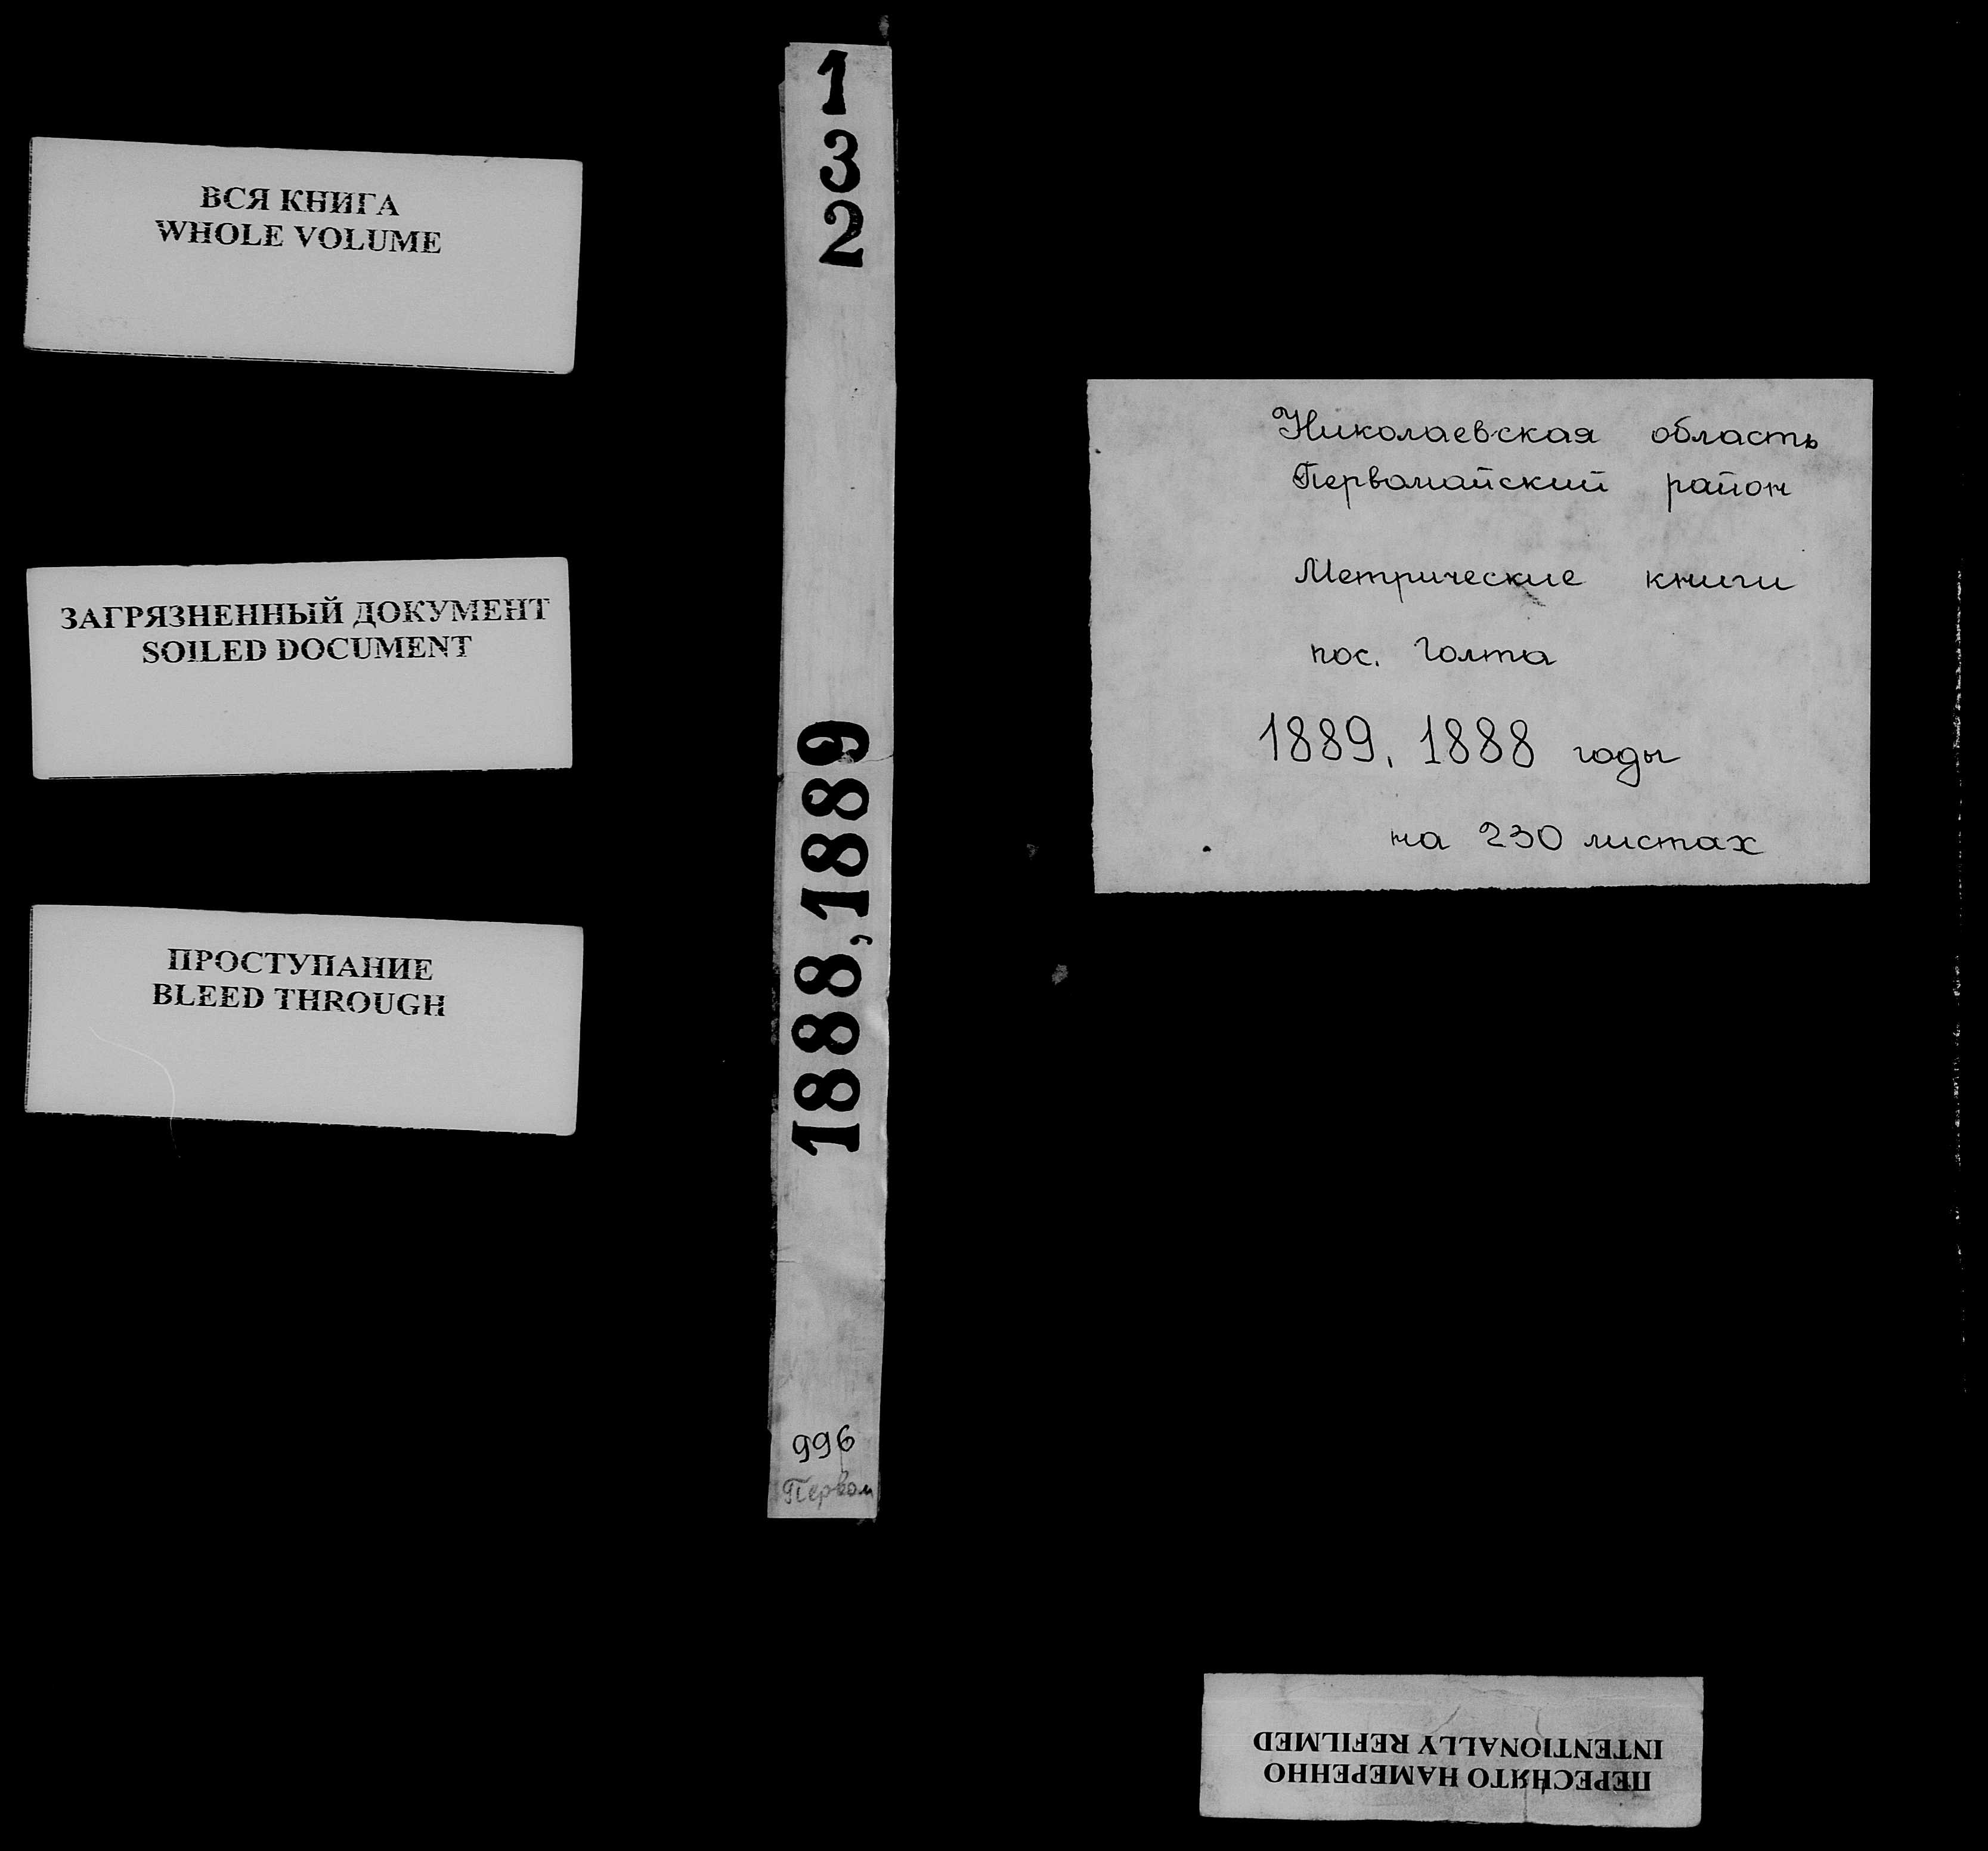 ВСЯ КНИГА
WHOLE VOLUME
ЗАГРЯЗНЕННЫЙ ДОКУМЕНТ
SOILED DOCUMENT
ПРОСТУПАНИЕ
BLEED THROUGH
1
3
2
1888,1889
996
Первом
Николаевская область
Первомайский район
Метрические книги
пос. Голта
1889, 1888 годы
на 230 листах
ПЕРЕСНЯТО НАМЕРЕННО
INTENTIONALLY REFILMED